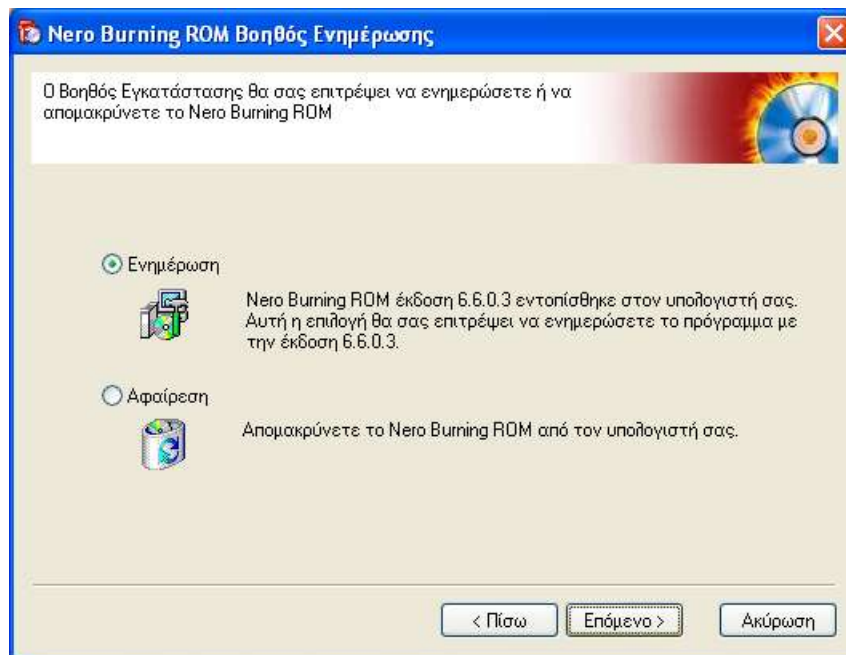 Nero Burning ROM Βοηθός Ενημέρωσης
Ο Βοηθός Εγκατάστασης θα σας επιτρέψει να ενημερώσετε ή να
απομακρύνετε το Nero Burning ROM
Ενημέρωση
Nero Burning ROM έκδοση 6.6.0.3 εντοπίσθηκε στον υπολογιστή σας.
Αυτή η επιλογή θα σας επιτρέψει να ενημερώσετε το πρόγραμμα με
την έκδοση 6.6.0.3.
Αφαίρεση
Απομακρύνετε το Nero Burning ROM από τον υπολογιστή σας.
< Πίσω
Επόμενο >
Ακύρωση